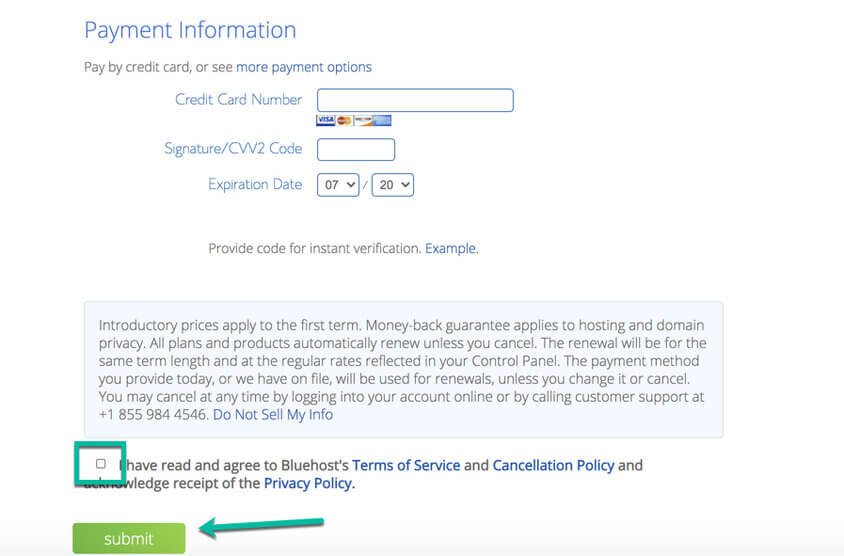 Payment Information
Pay by credit card, or see more payment options
Credit Card Number
VISA
Signature/CVV2 Code
Expiration Date 07 / 20
Provide code for instant verification. Example.
Introductory prices apply to the first term. Money-back guarantee applies to hosting and domain
privacy. All plans and products automatically renew unless you cancel. The renewal will be for the
same term length and at the regular rates reflected in your Control Panel. The payment method
you provide today, or we have on file, will be used for renewals, unless you change it or cancel.
You may cancel at any time by logging into your account online or by calling customer support at
+1 855 984 4546. Do Not Sell My Info
I have read and agree to Bluehost's Terms of Service and Cancellation Policy and
acknowledge receipt of the Privacy Policy.
submit